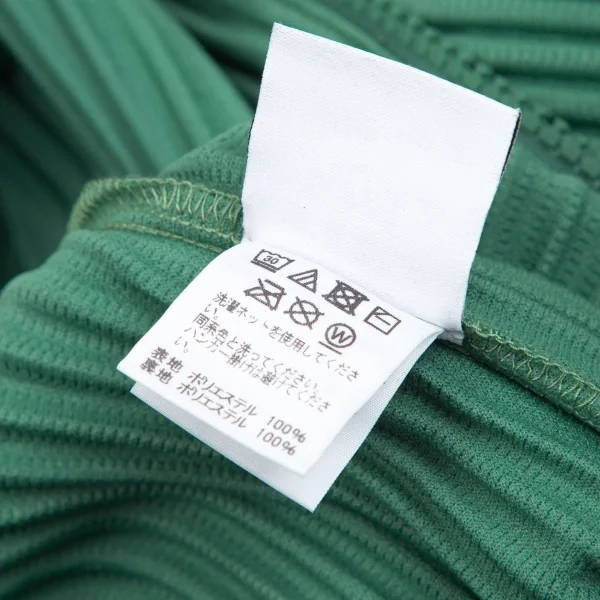 30
W
洗濯ネットを使用してくださ
い。
同系色と洗ってください。
ハンガー掛けは避けてくださ
い。
表地 ポリエステル 100%
裏地 ポリエステル 100%